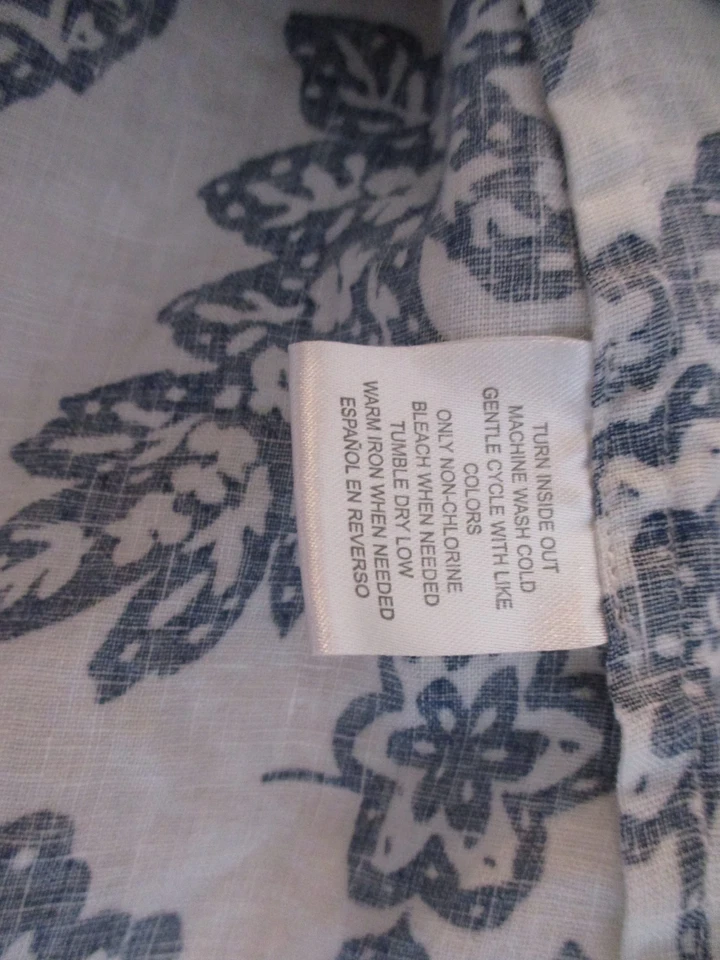 TURN INSIDE OUT
MACHINE WASH COLD
GENTLE CYCLE WITH LIKE
COLORS
ONLY NON-CHLORINE
BLEACH WHEN NEEDED
TUMBLE DRY LOW
WARM IRON WHEN NEEDED
ESPAÑOL EN REVERSO